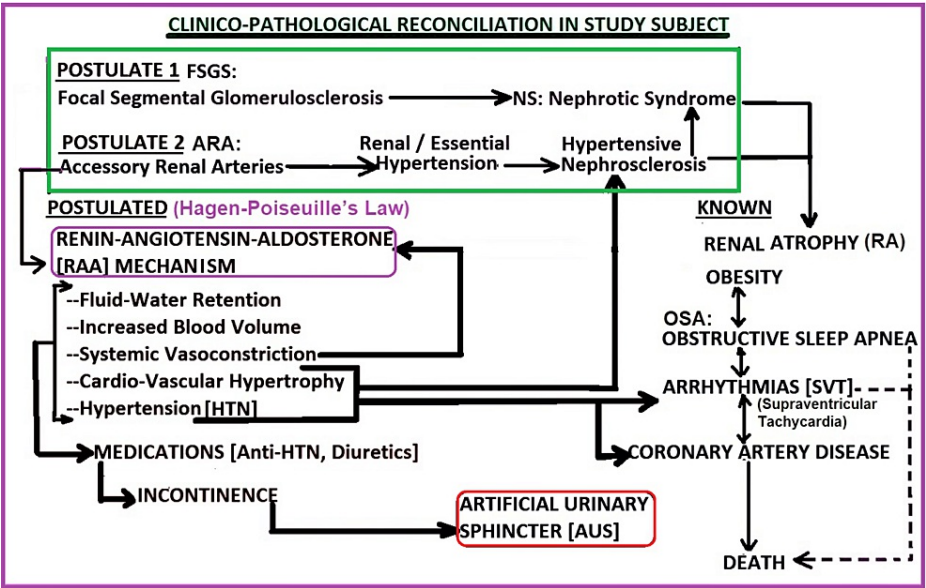 CLINICO-PATHOLOGICAL RECONCILIATION IN STUDY SUBJECT
POSTULATE 1 FSGS:
Focal Segmental Glomerulosclerosis
NS: Nephrotic Syndrome
POSTULATE 2 ARA:
Accessory Renal Arteries
Renal / Essential
Hypertension
Hypertensive
Nephrosclerosis
POSTULATED (Hagen-Poiseuille's Law)
RENIN-ANGIOTENSIN-ALDOSTERONE
[RAA] MECHANISM
--Fluid-Water Retention
--Increased Blood Volume
--Systemic Vasoconstriction
--Cardio-Vascular Hypertrophy
--Hypertension [HTN]
MEDICATIONS [Anti-HTN, Diuretics]
INCONTINENCE
ARTIFICIAL URINARY
SPHINCTER [AUS]
KNOWN
RENAL ATROPHY (RA)
OBESITY
OSA:
OBSTRUCTIVE SLEEP APNEA
ARRHYTHMIAS [SVT]
(Supraventricular
Tachycardia)
CORONARY ARTERY DISEASE
DEATH